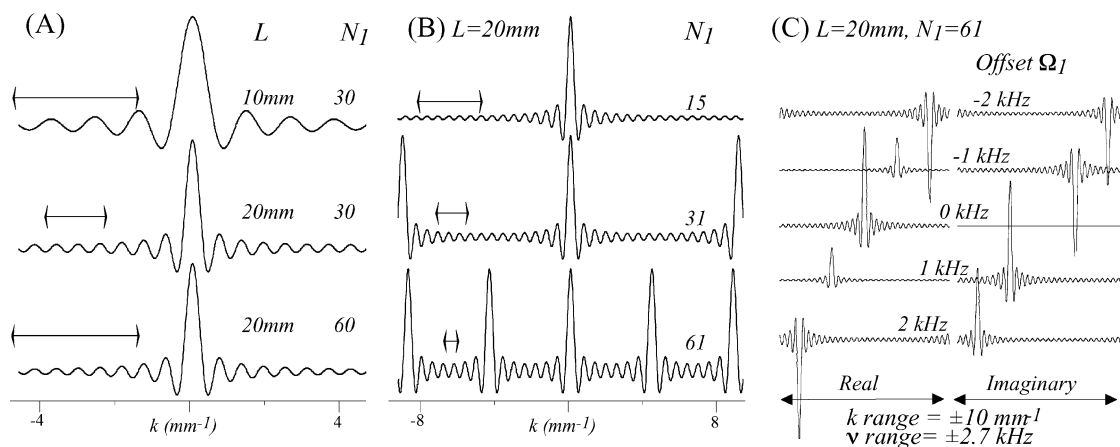 (A) L N1
10mm 30
20mm 30
20mm 60
-4 0 4
k (mm-1)
(B) L=20mm N1
15
31
61
-8 0 8
k (mm-1)
(C) L=20mm, N1=61
Offset Ω1
-2 kHz
-1 kHz
0 kHz
1 kHz
2 kHz
Real Imaginary
k range = ±10 mm-1
ν range= ±2.7 kHz